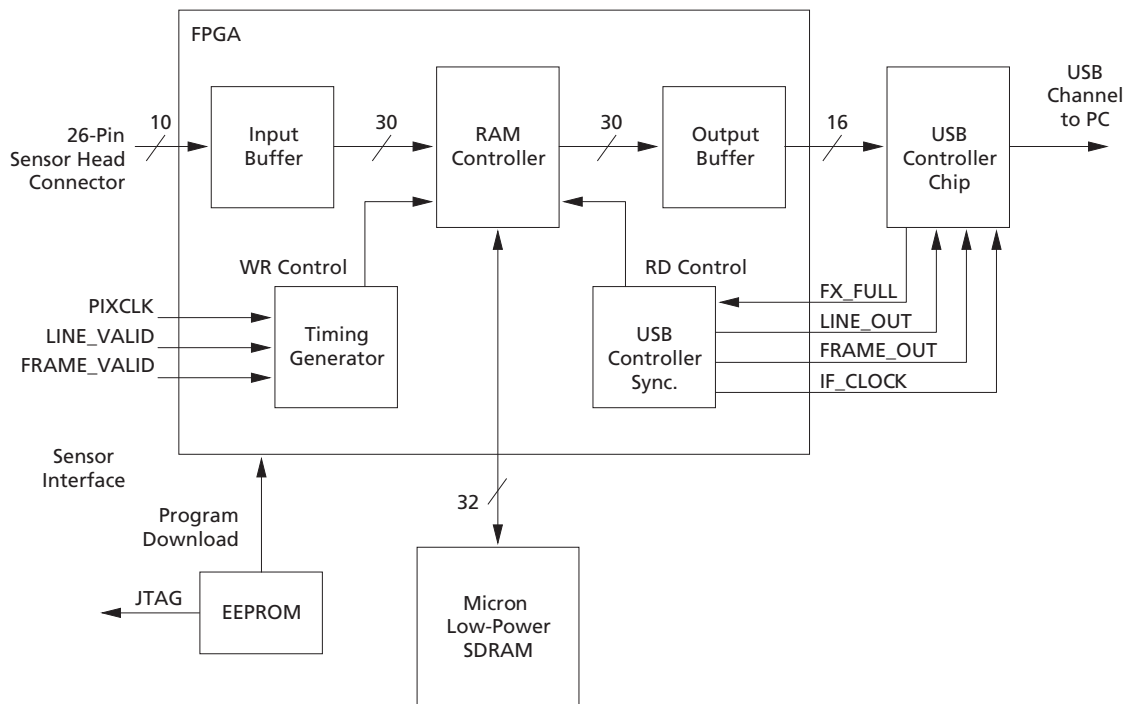 FPGA
26-Pin
Sensor Head
Connector
10
Input
Buffer
30
RAM
Controller
30
Output
Buffer
16
USB
Controller
Chip
USB
Channel
to PC
WR Control
RD Control
PIXCLK
LINE_VALID
FRAME_VALID
Timing
Generator
USB
Controller
Sync.
FX_FULL
LINE_OUT
FRAME_OUT
IF_CLOCK
Sensor
Interface
Program
Download
32
JTAG
EEPROM
Micron
Low-Power
SDRAM